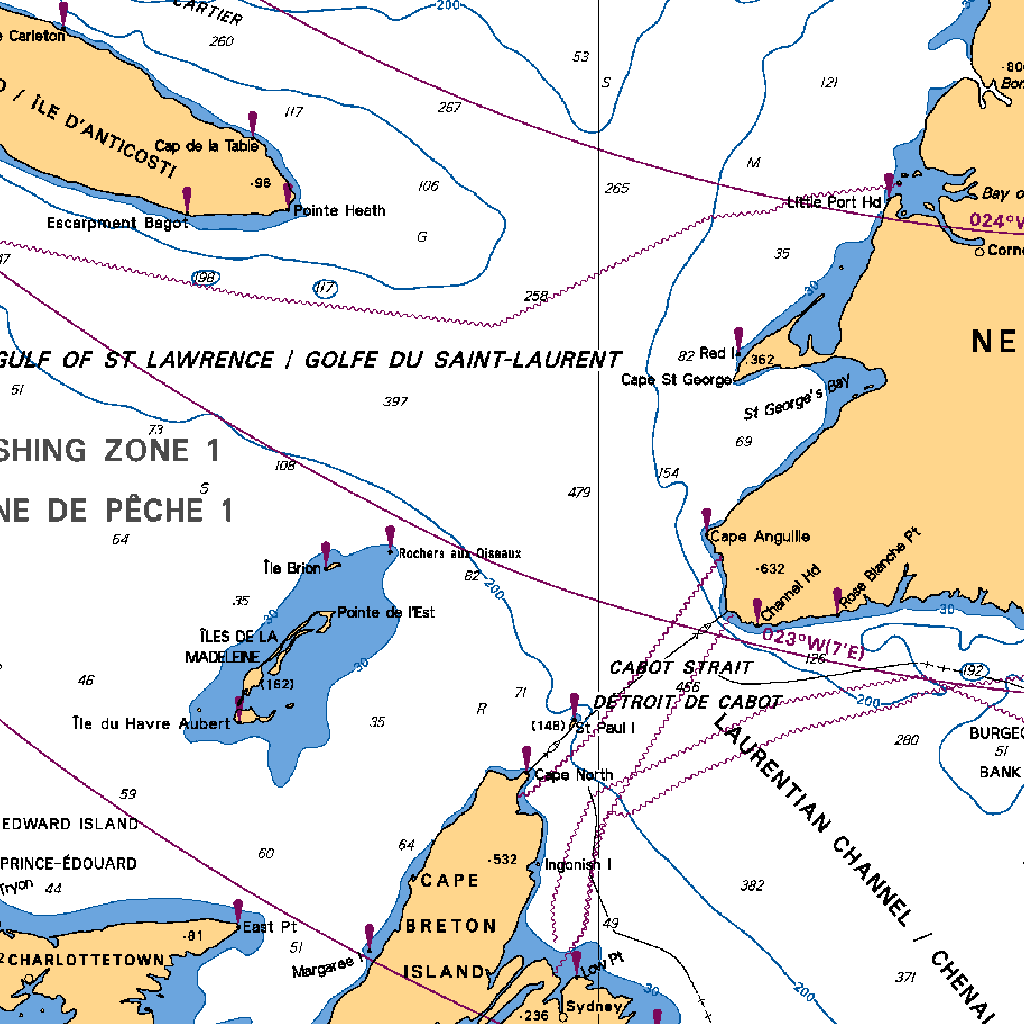 CARTIER
200
30
Carleton
260
53
S
121
Bon
D / ÎLE D'ANTICOSTI
117
267
Cap de la Table
106
M
98
265
Pointe Heath
Little Port Hd
Bay o
Escarpment Bagot
G
024°W
35
Corne
47
198
117
258
30
NE
GULF OF ST LAWRENCE / GOLFE DU SAINT-LAURENT
82
Red I
362
Cape St George
51
397
St George's Bay
73
69
SHING ZONE 1
108
154
S
479
NE DE PÊCHE 1
64
Cape Anguille
Rochers aux Oiseaux
Île Brion
82
632
Channel Hd
Rose Blanche Pt
200
35
30
Pointe de l'Est
30
ÎLES DE LA
MADELEINE
023°W(7'E)
126
30
CABOT STRAIT
192
46
(162)
71
456
200
R
DÉTROIT DE CABOT
Île du Havre Aubert
35
(148)
St Paul I
280
BURGEO
51
BANK
Cape North
LAURENTIAN CHANNEL / CHENAL
59
EDWARD ISLAND
60
64
532
Ingonish I
PRINCE-ÉDOUARD
Tryon
44
CAPE
382
East Pt
BRETON
49
81
51
CHARLOTTETOWN
Margaree I
ISLAND
Low Pt
371
30
200
236
Sydney